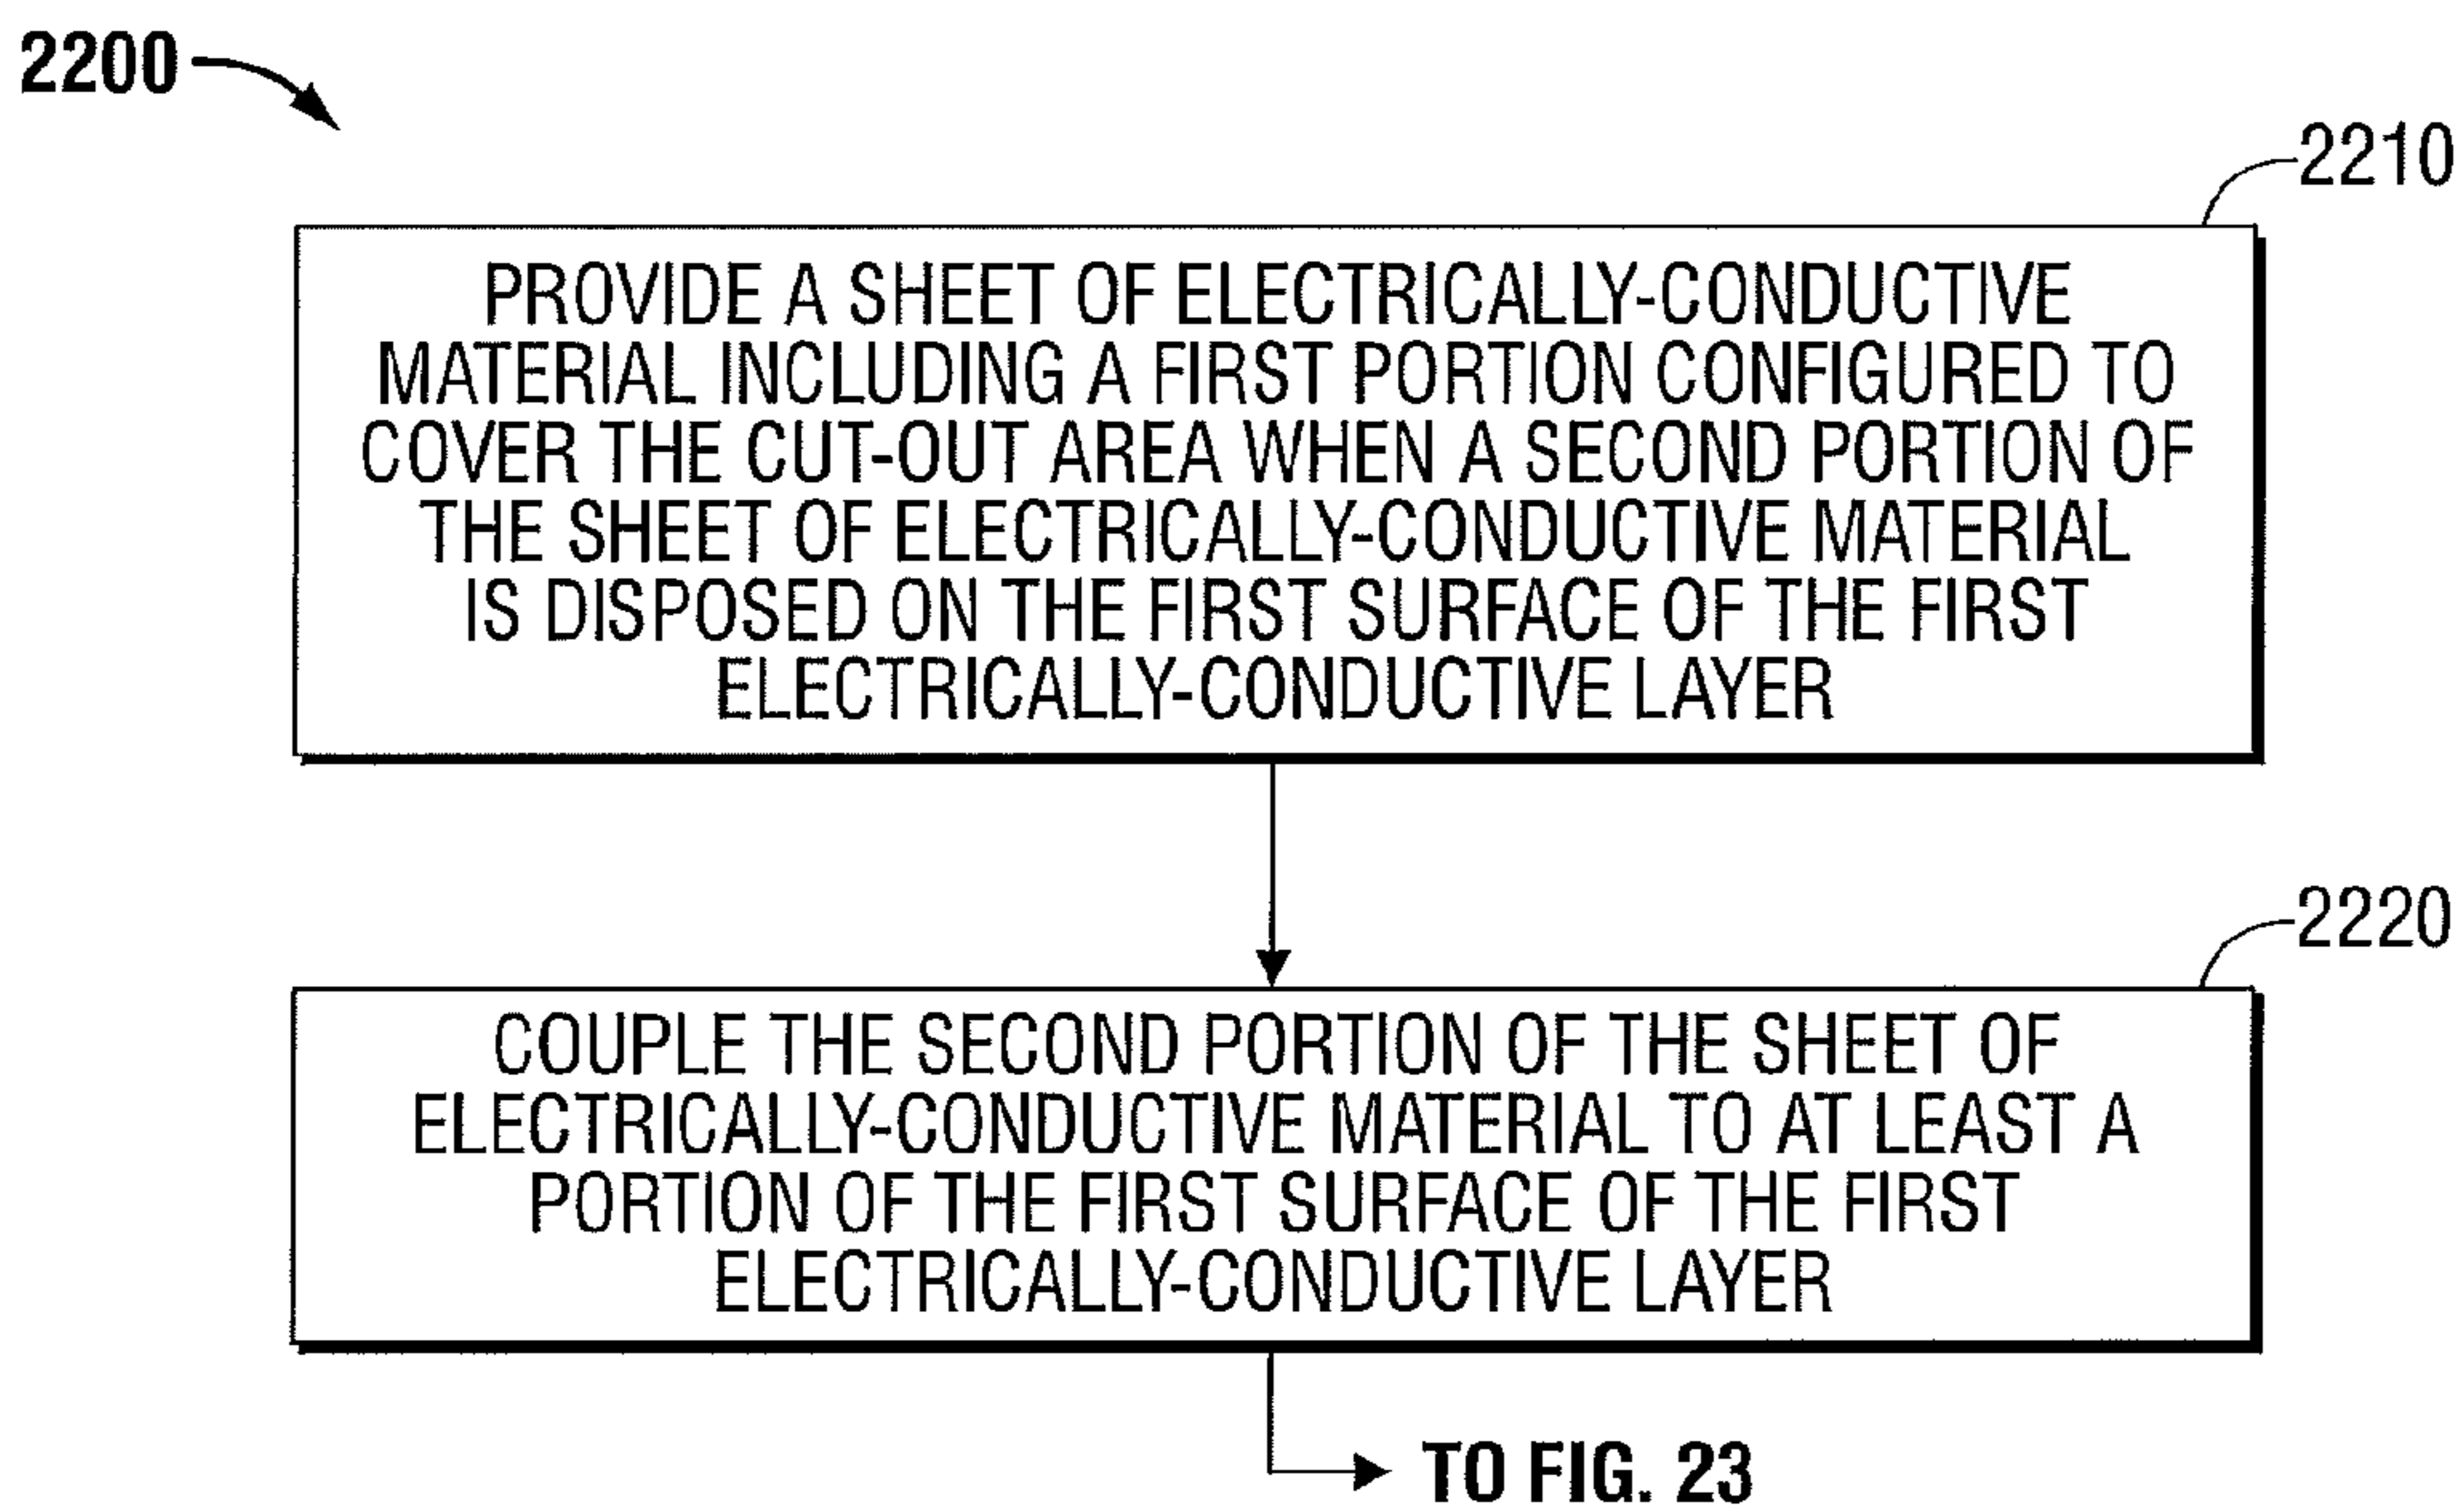 2200
2210
PROVIDE A SHEET OF ELECTRICALLY-CONDUCTIVE
MATERIAL INCLUDING A FIRST PORTION CONFIGURED TO
COVER THE CUT-OUT AREA WHEN A SECOND PORTION OF
THE SHEET OF ELECTRICALLY-CONDUCTIVE MATERIAL
IS DISPOSED ON THE FIRST SURFACE OF THE FIRST
ELECTRICALLY-CONDUCTIVE LAYER
2220
COUPLE THE SECOND PORTION OF THE SHEET OF
ELECTRICALLY-CONDUCTIVE MATERIAL TO AT LEAST A
PORTION OF THE FIRST SURFACE OF THE FIRST
ELECTRICALLY-CONDUCTIVE LAYER
TO FIG. 23